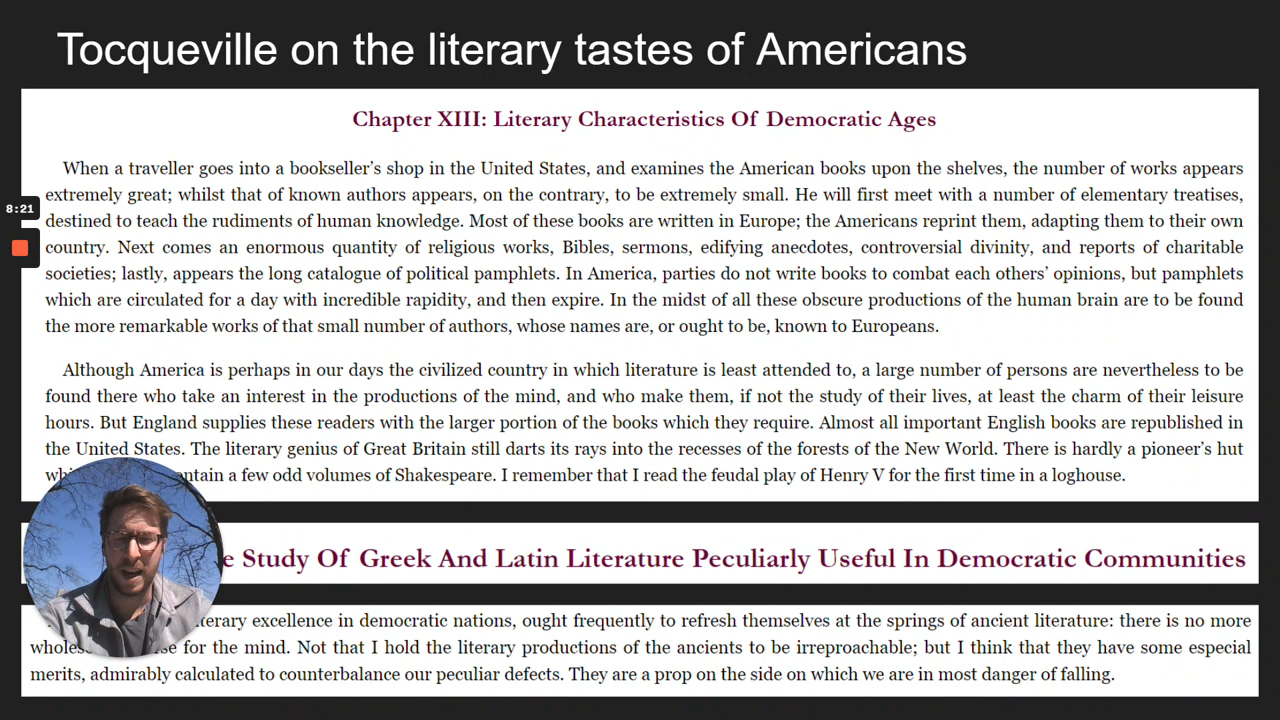 Tocqueville on the literary tastes of Americans
Chapter XIII: Literary Characteristics Of Democratic Ages
When a traveller goes into a bookseller’s shop in the United States, and examines the American books upon the shelves, the number of works appears
extremely great; whilst that of known authors appears, on the contrary, to be extremely small. He will first meet with a number of elementary treatises,
8:21
destined to teach the rudiments of human knowledge. Most of these books are written in Europe; the Americans reprint them, adapting them to their own
country. Next comes an enormous quantity of religious works, Bibles, sermons, edifying anecdotes, controversial divinity, and reports of charitable
societies; lastly, appears the long catalogue of political pamphlets. In America, parties do not write books to combat each others’ opinions, but pamphlets
which are circulated for a day with incredible rapidity, and then expire. In the midst of all these obscure productions of the human brain are to be found
the more remarkable works of that small number of authors, whose names are, or ought to be, known to Europeans.
Although America is perhaps in our days the civilized country in which literature is least attended to, a large number of persons are nevertheless to be
found there who take an interest in the productions of the mind, and who make them, if not the study of their lives, at least the charm of their leisure
hours. But England supplies these readers with the larger portion of the books which they require. Almost all important English books are republished in
the United States. The literary genius of Great Britain still darts its rays into the recesses of the forests of the New World. There is hardly a pioneer’s hut
a few odd volumes of Shakespeare. I remember that I read the feudal play of Henry V for the first time in a loghouse.
Study Of Greek And Latin Literature Peculiarly Useful In Democratic Communities
excellence in democratic nations, ought frequently to refresh themselves at the springs of ancient literature: there is no more
for the mind. Not that I hold the literary productions of the ancients to be irreproachable; but I think that they have some especial
merits, admirably calculated to counterbalance our peculiar defects. They are a prop on the side on which we are in most danger of falling.